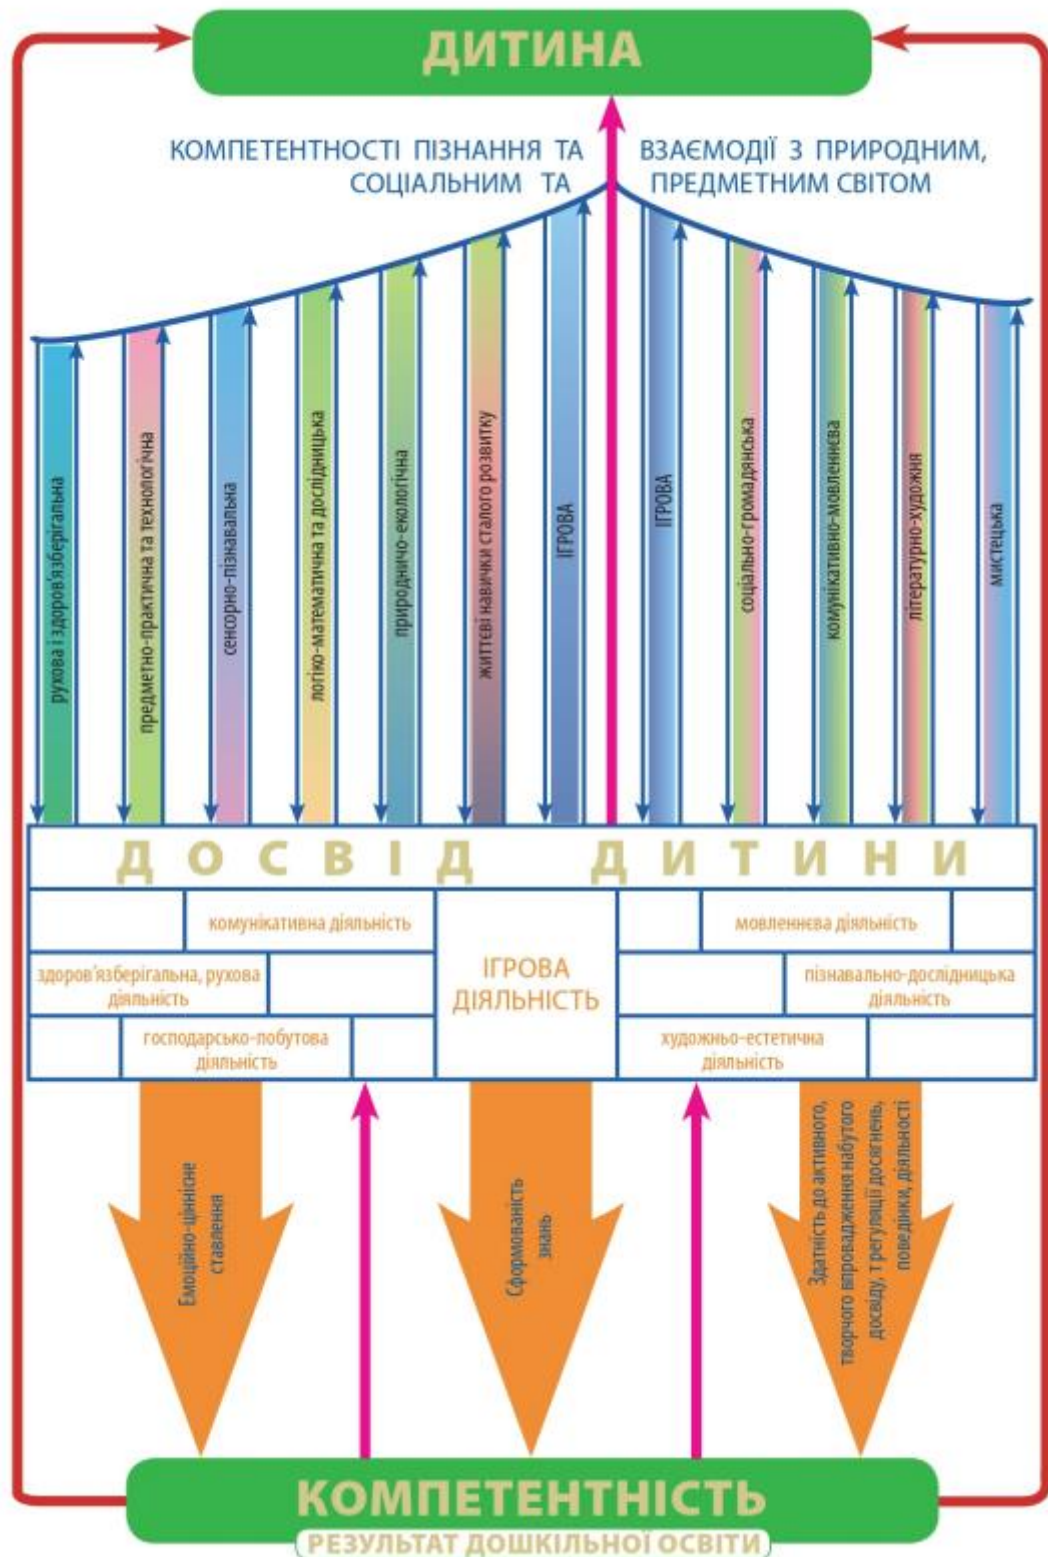 ДИТИНА
КОМПЕТЕНТНОСТІ ПІЗНАННЯ ТА ВЗАЄМОДІЇ З ПРИРОДНИМ,
СОЦІАЛЬНИМ ТА ПРЕДМЕТНИМ СВІТОМ
рухова і здоров'язберігальна
предметно-практична та технологічна
сенсорно-пізнавальна
логіко-математична та дослідницька
природничо-екологічна
життєві навички сталого розвитку
ІГРОВА
ІГРОВА
соціально-громадянська
комунікативно-мовленнєва
літературно-художня
мистецька
ДОСВІД ДИТИНИ
комунікативна діяльність
мовленнєва діяльність
ІГРОВА
ДІЯЛЬНІСТЬ
здоров'язберігальна, рухова
діяльність
пізнавально-дослідницька
діяльність
господарсько-побутова
діяльність
художньо-естетична
діяльність
Емоційно-ціннісне
ставлення
Сформованість
знань
Здатність до активного,
творчого впровадження набутого
досвіду, т регуляції досягнень,
поведінки, діяльності
КОМПЕТЕНТНІСТЬ
РЕЗУЛЬТАТ ДОШКІЛЬНОЇ ОСВІТИ